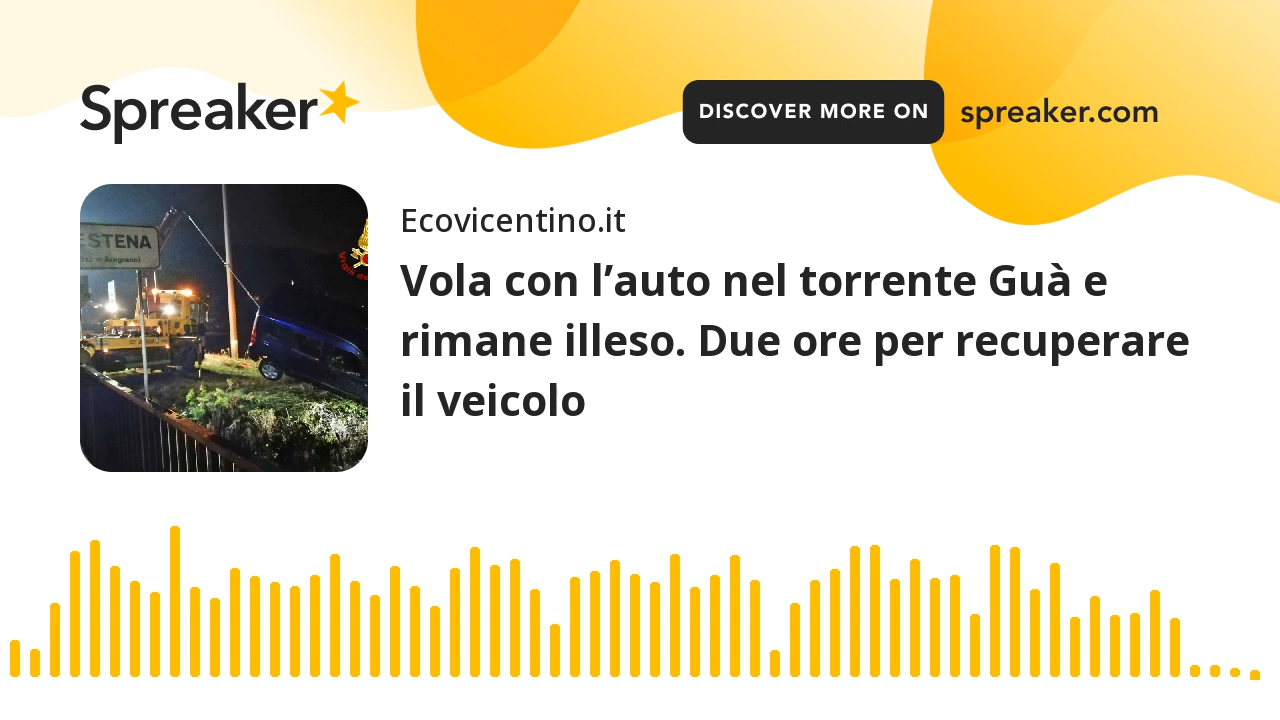 Spreaker
DISCOVER MORE ON
spreaker.com
Ecovicentino.it
Vola con l’auto nel torrente Guà e
rimane illeso. Due ore per recuperare
il veicolo
ESTENA